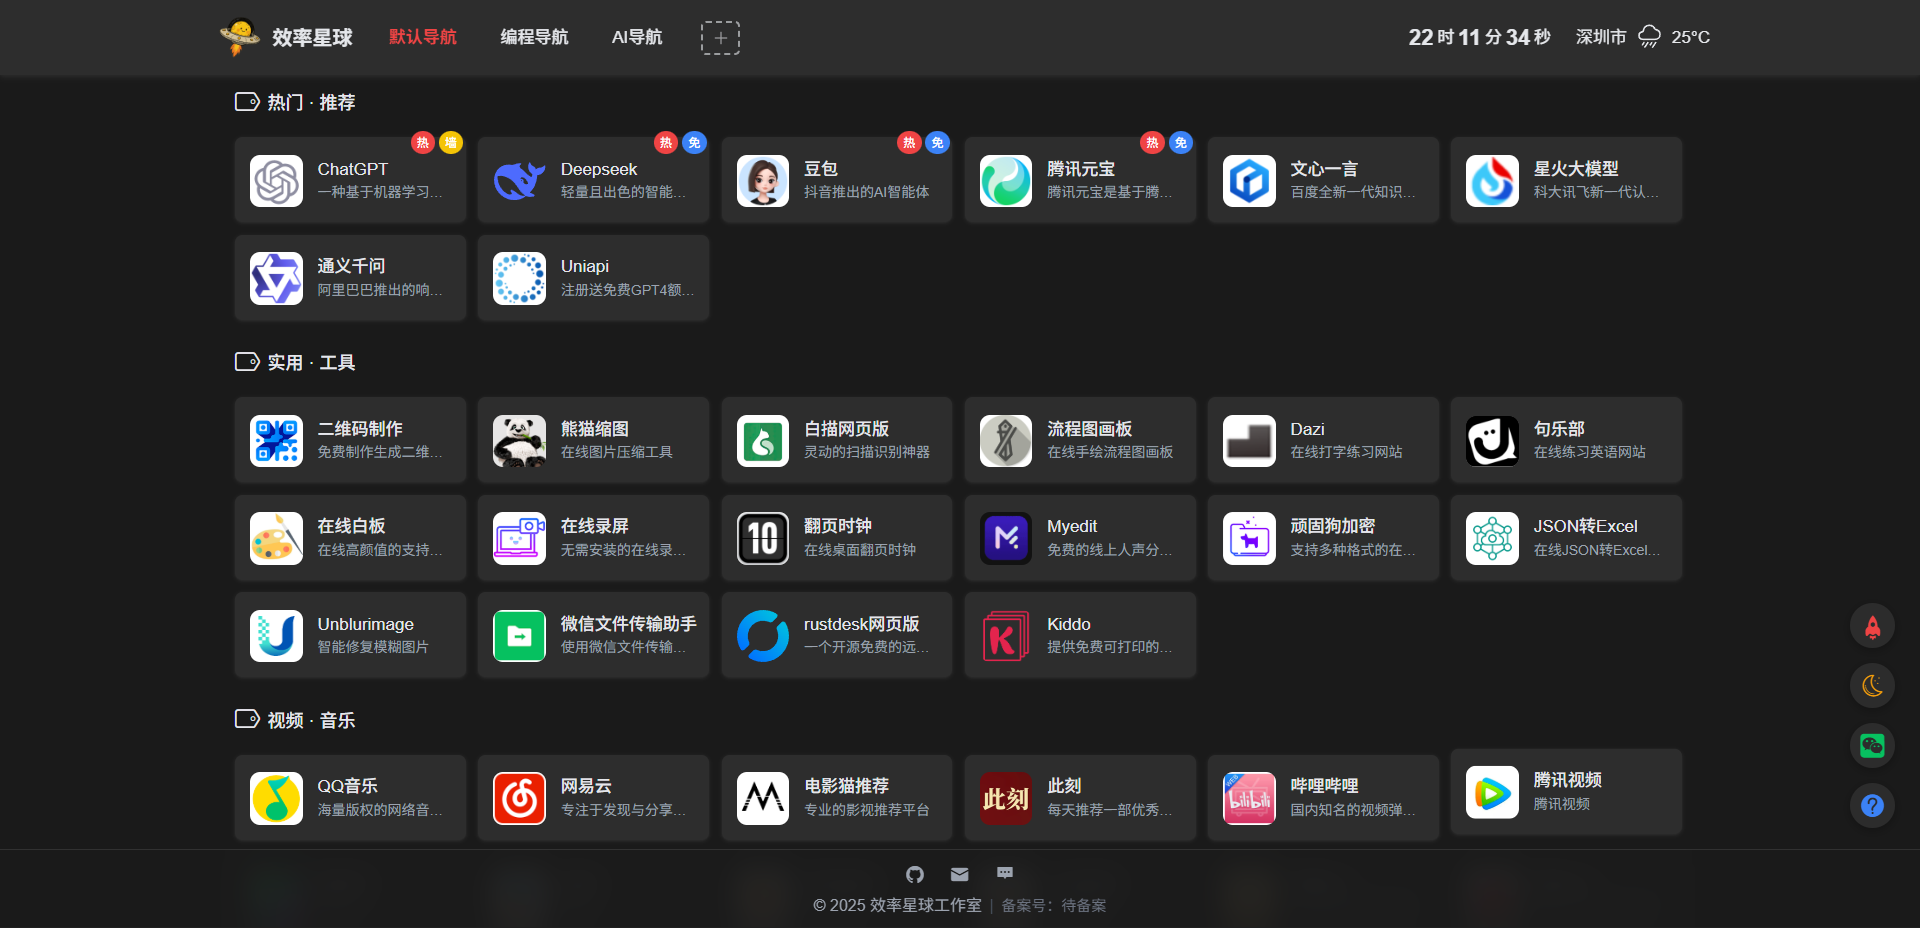 效率星球 默认导航 编程导航 AI导航 22时11分34秒 深圳市 25°C
热门 · 推荐
热 墙 热 免 热 免 热 免
ChatGPT Deepseek 豆包 腾讯元宝 文心一言 星火大模型
一种基于机器学习... 轻量且出色的智能... 抖音推出的AI智能体 腾讯元宝是基于腾... 百度全新一代知识... 科大讯飞新一代认...
通义千问 Uniapi
阿里巴巴推出的响... 注册送免费GPT4额...
实用 · 工具
二维码制作 熊猫缩图 白描网页版 流程图画板 Dazi 句乐部
免费制作生成二维... 在线图片压缩工具 灵动的扫描识别神器 在线手绘流程图画板 在线打字练习网站 在线练习英语网站
在线白板 在线录屏 10 翻页时钟 Myedit 顽固狗加密 JSON转Excel
在线高颜值的支持... 无需安装的在线录... 在线桌面翻页时钟 免费的线上人声分... 支持多种格式的在... 在线JSON转Excel...
Unblurimage 微信文件传输助手 rustdesk网页版 Kiddo
智能修复模糊图片 使用微信文件传输... 一个开源免费的远... 提供免费可打印的...
视频 · 音乐
QQ音乐 网易云 电影猫推荐 此刻 此刻 bilibili 哔哩哔哩 腾讯视频
海量版权的网络音... 专注于发现与分享... 专业的影视推荐平台 每天推荐一部优秀... 国内知名的视频弹... 腾讯视频
© 2025 效率星球工作室 | 备案号：待备案